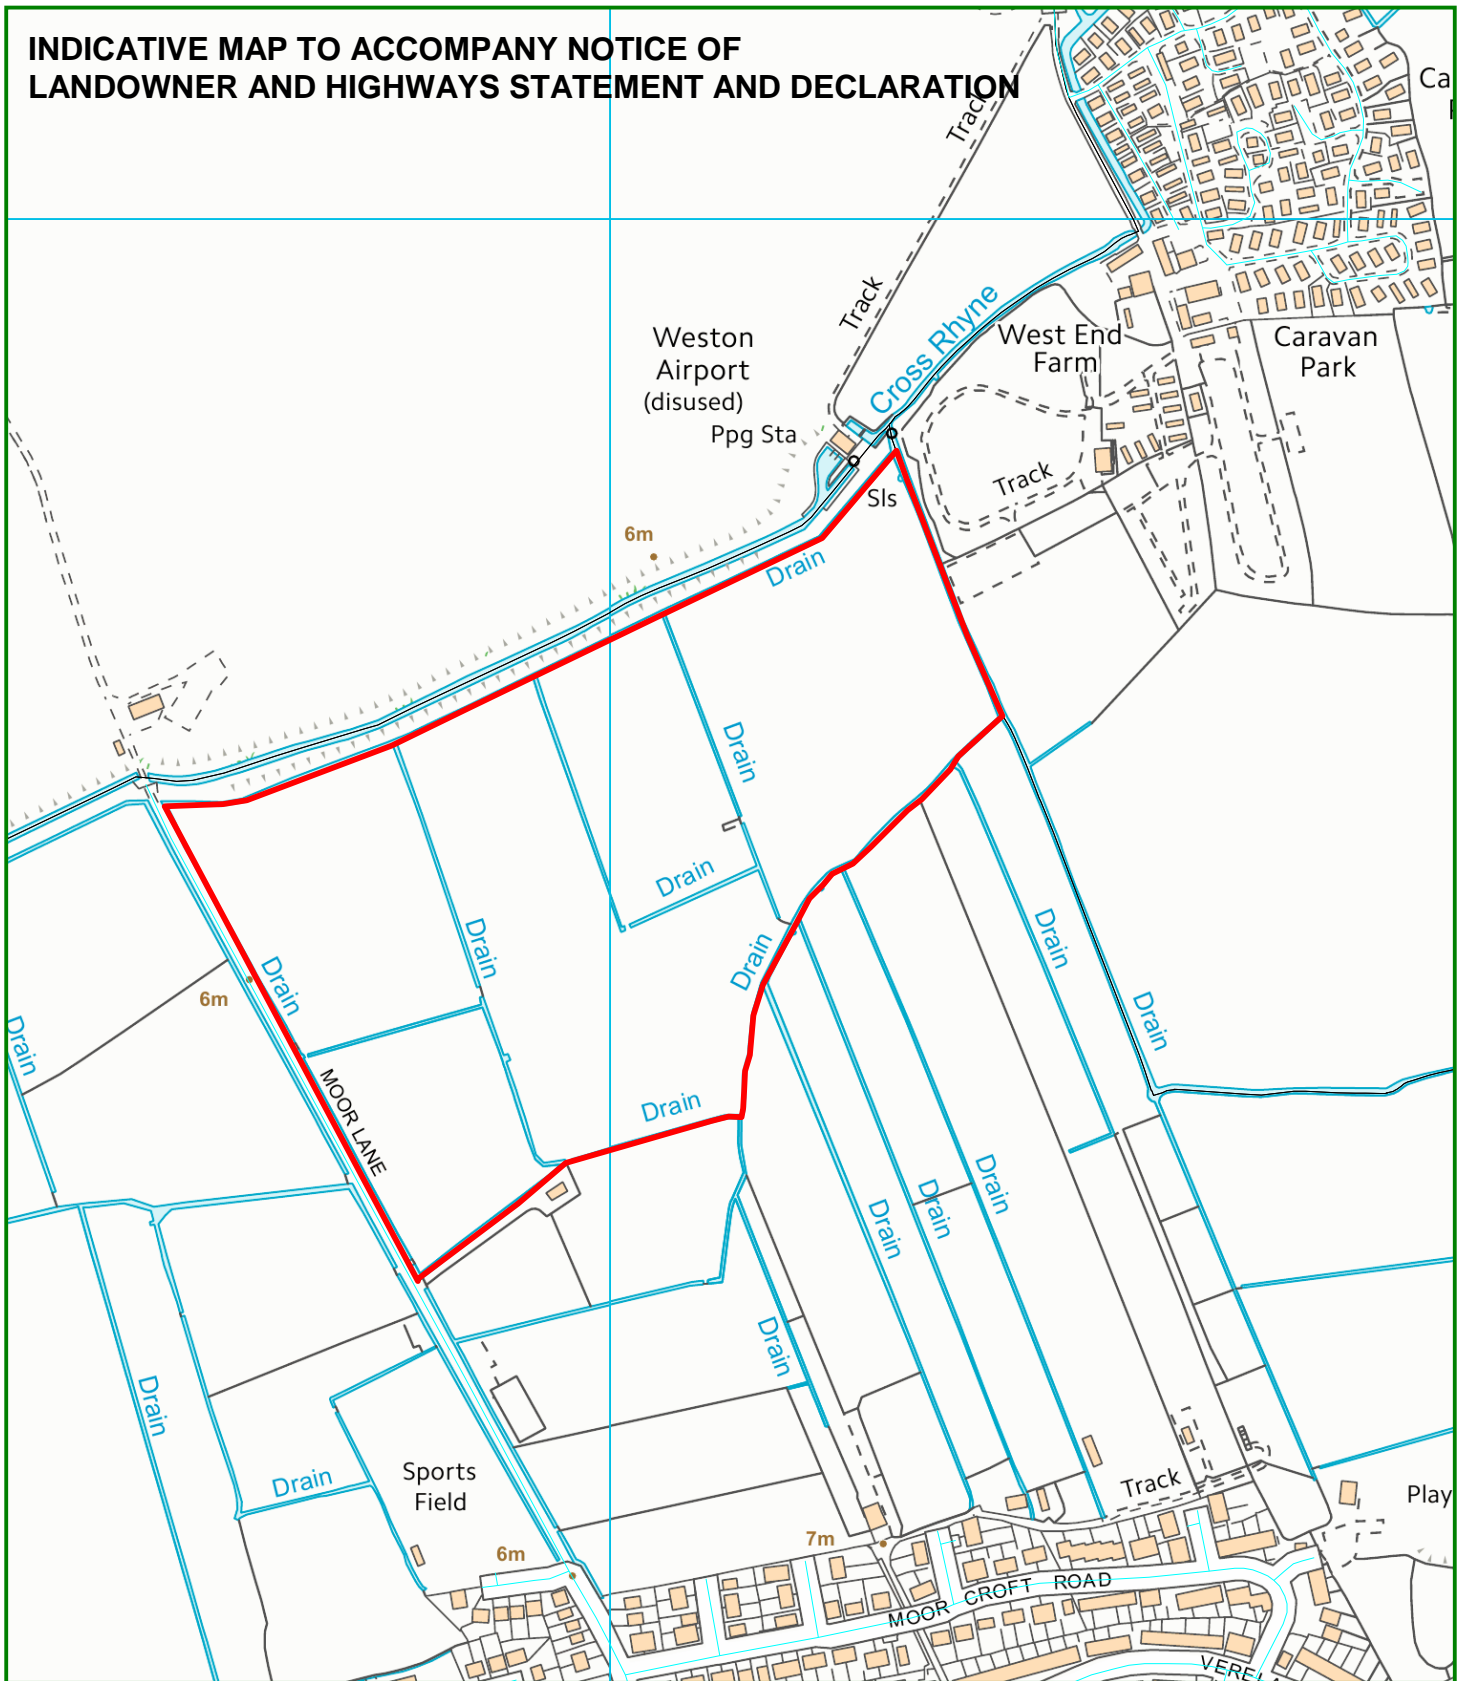 INDICATIVE MAP TO ACCOMPANY NOTICE OF
LANDOWNER AND HIGHWAYS STATEMENT AND DECLARATION
Ca
Track
Track
Cross Rhyne
Weston
Airport
(disused)
Ppg Sta
West End
Farm
Caravan
Park
Track
Sls
6m
Drain
Drain
Drain
Drain
Drain
Drain
Drain
6m
Drain
Drain
Drain
MOOR LANE
Drain
Drain
Drain
Drain
Drain
Drain
Drain
Sports
Field
Track
Play
6m
7m
MOOR CROFT ROAD